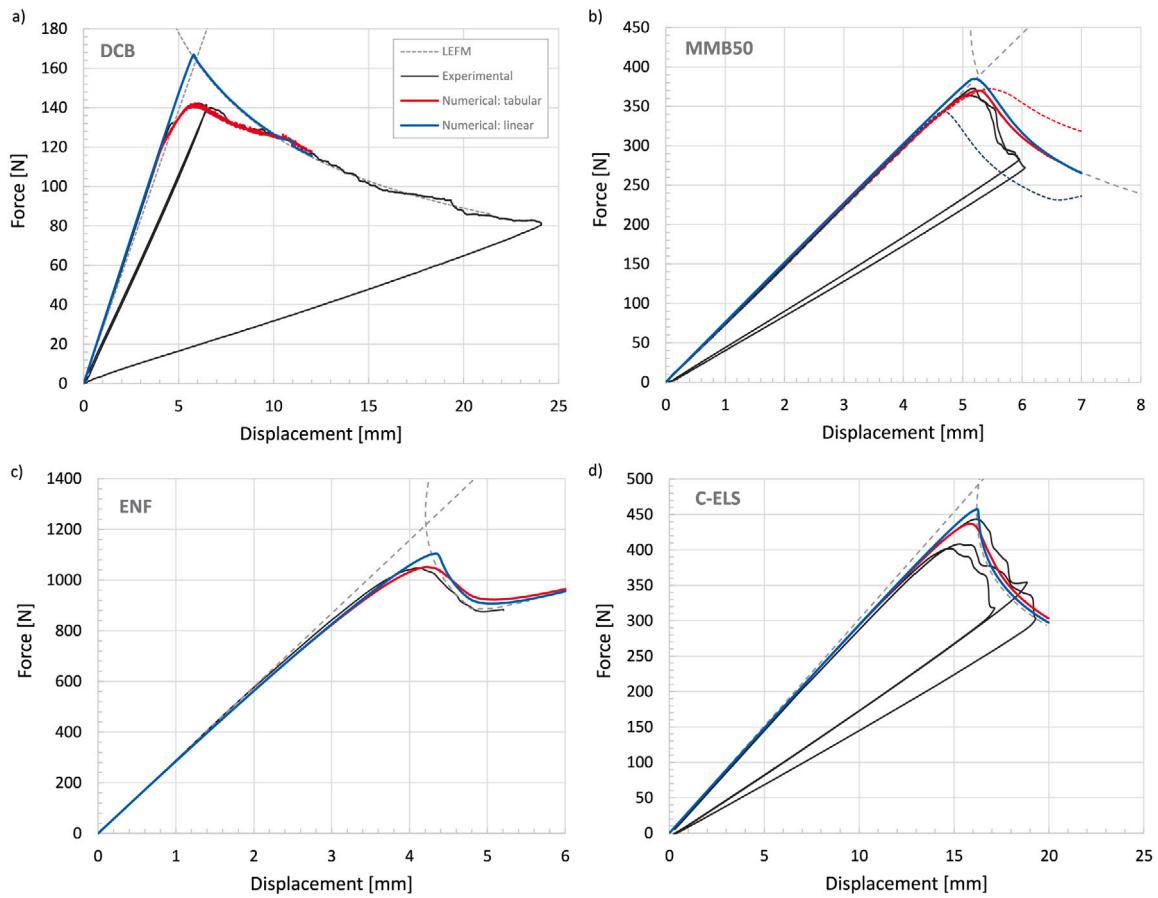 a)
DCB
180
160
140
120
100
80
60
40
20
0
Force [N]
0 5 10 15 20 25
Displacement [mm]
LEFM
Experimental
Numerical: tabular
Numerical: linear
b)
MMB50
450
400
350
300
250
200
150
100
50
0
Force [N]
0 1 2 3 4 5 6 7 8
Displacement [mm]
c)
ENF
1400
1200
1000
800
600
400
200
0
Force [N]
0 1 2 3 4 5 6
Displacement [mm]
d)
C-ELS
500
450
400
350
300
250
200
150
100
50
0
Force [N]
0 5 10 15 20 25
Displacement [mm]